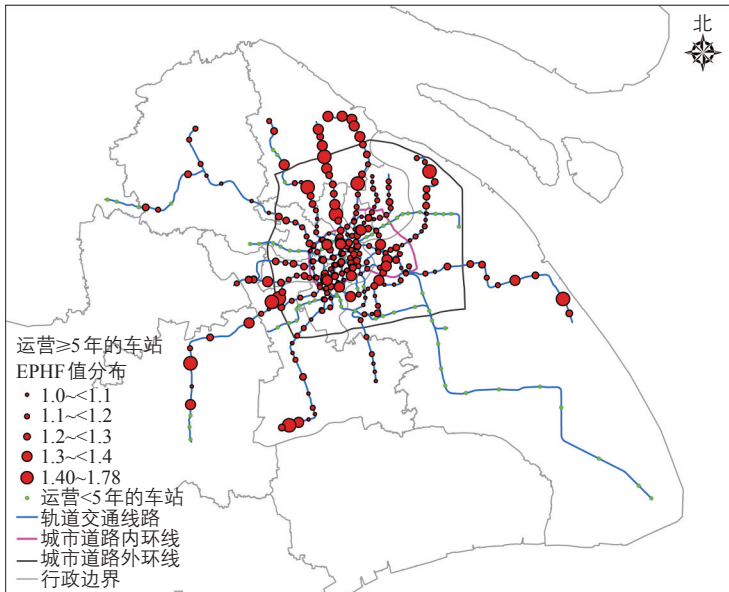 北
运营≥5年的车站
EPHF值分布
1.0~<1.1
1.1~<1.2
1.2~<1.3
1.3~<1.4
1.40~1.78
运营<5年的车站
轨道交通线路
城市道路内环线
城市道路外环线
行政边界